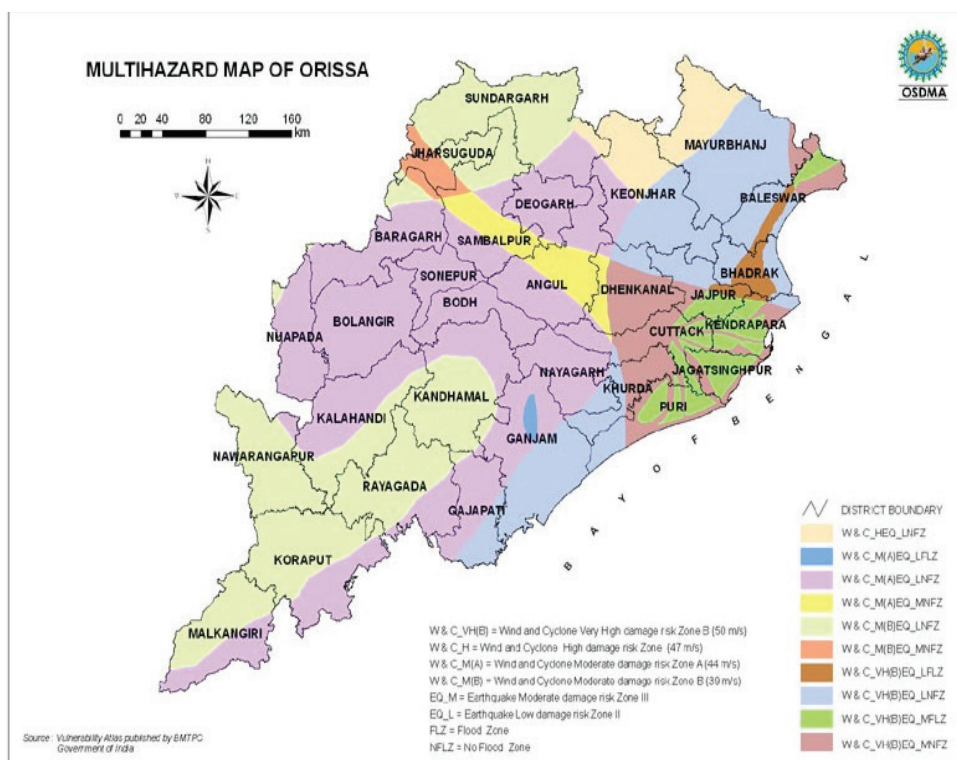 MULTIHAZARD MAP OF ORISSA
OSDMA
0 20 40 80 120 160
km
N
W E
S
SUNDARGARH
JHARSUGUDA
MAYURBHANJ
KEONJHAR
DEOGARH
BALESWAR
BARAGARH
SAMBALPUR
SONEPUR
ANGUL
DHENKANAL
BHADRAK
JAJPUR
BODH
BOLANGIR
NUAPADA
CUTTACK
KENDRAPARA
JAGATSINGHPUR
NAYAGARH
KHURDA
PURI
KANDHAMAL
KALAHANDI
GANJAM
NAWARANGAPUR
RAYAGADA
GAJAPATI
KORAPUT
MALKANGIRI
BAY OF BENGAL
DISTRICT BOUNDARY
W & C_HEQ_LNFZ
W & C_M(A)EQ_LFLZ
W & C_M(A)EQ_LNFZ
W & C_M(A)EQ_MNFZ
W & C_M(B)EQ_LNFZ
W & C_M(B)EQ_MNFZ
W & C_VH(B)EQ_LFLZ
W & C_VH(B)EQ_LNFZ
W & C_VH(B)EQ_MFLZ
W & C_VH(B)EQ_MNFZ
W & C_VH(B) = Wind and Cyclone Very High damage risk Zone B (50 m/s)
W & C_H = Wind and Cyclone High damage risk Zone (47 m/s)
W & C_M(A) = Wind and Cyclone Moderate damage risk Zone A (44 m/s)
W & C_M(B) = Wind and Cyclone Moderate damage risk Zone B (39 m/s)
EQ_M = Earthquake Moderate damage risk Zone III
EQ_L = Earthquake Low damage risk Zone II
FLZ = Flood Zone
NFLZ = No Flood Zone
Source : Vulnerability Atlas published by BMTPC
Government of India